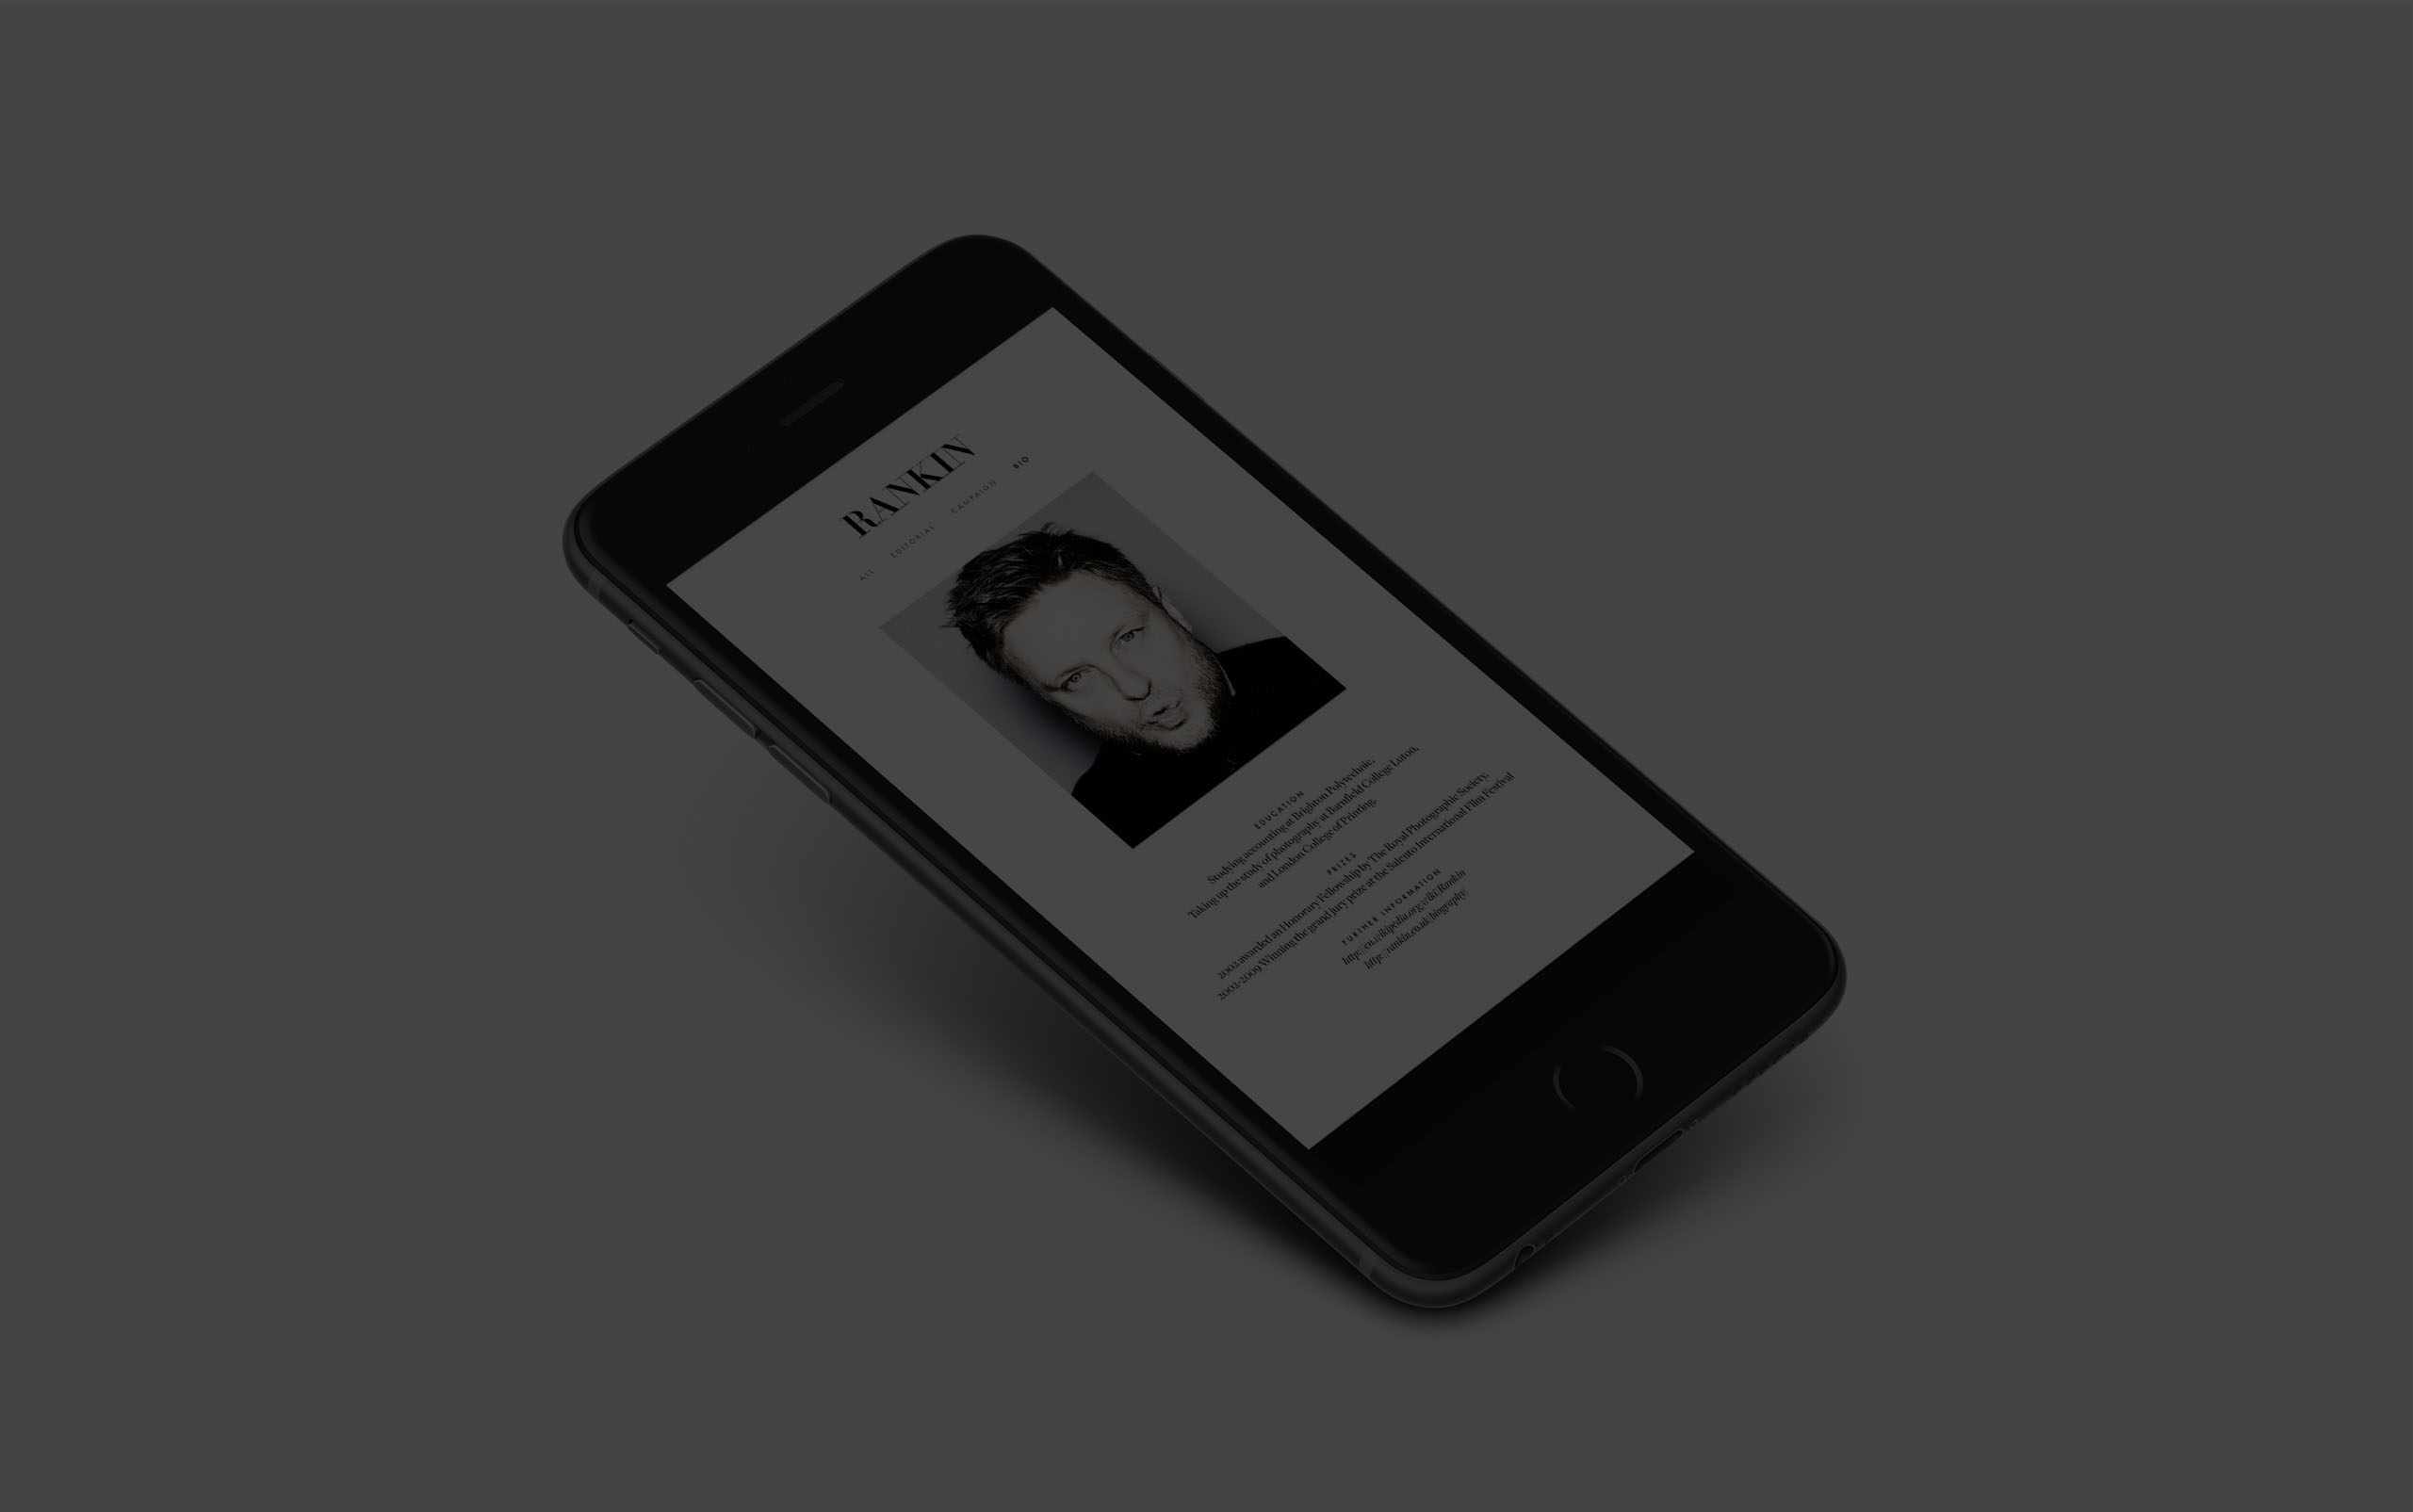 RANKIN
ALL EDITORIAL CAMPAIGN BIO
EDUCATION
Studying accounting at Brighton Polytechnic,
Taking up the study of photography at Barnfield College Luton,
and London College of Printing.
PRIZES
2002 awarded an Honorary Fellowship by The Royal Photographic Society.
2002-2009 Winning the grand jury prize at the Salento International Film Festival
FURTHER INFORMATION
http://en.wikipedia.org/wiki/Rankin
http://rankin.co.uk/biography/